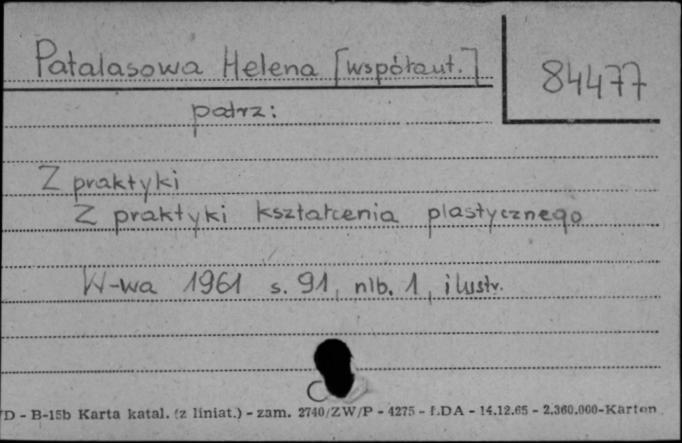 Patalasowa Helena [współaut.]
84477
patrz:
Z praktyki
Z praktyki kształcenia plastycznego
W-wa 1961 s. 91, nlb. 1, ilustr.
C
D - B-15b Karta katal. (z liniat.) - zam. 2740/ZW/P - 4275 - f.DA - 14.12.65 - 2.360.000-Karton